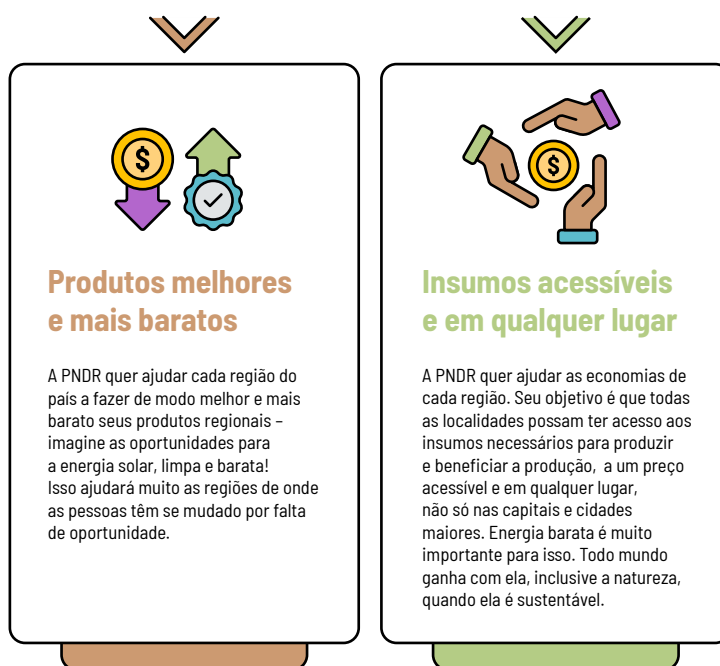 $
Produtos melhores
e mais baratos
A PNDR quer ajudar cada região do
país a fazer de modo melhor e mais
barato seus produtos regionais –
imagine as oportunidades para
a energia solar, limpa e barata!
Isso ajudará muito as regiões de onde
as pessoas têm se mudado por falta
de oportunidade.
$
Insumos acessíveis
e em qualquer lugar
A PNDR quer ajudar as economias de
cada região. Seu objetivo é que todas
as localidades possam ter acesso aos
insumos necessários para produzir
e beneficiar a produção, a um preço
acessível e em qualquer lugar,
não só nas capitais e cidades
maiores. Energia barata é muito
importante para isso. Todo mundo
ganha com ela, inclusive a natureza,
quando ela é sustentável.